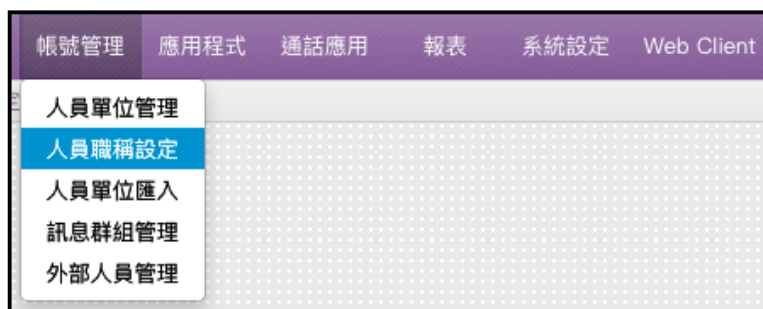 帳號管理 應用程式 通話應用 報表 系統設定 Web Client
人員單位管理
人員職稱設定
人員單位匯入
訊息群組管理
外部人員管理